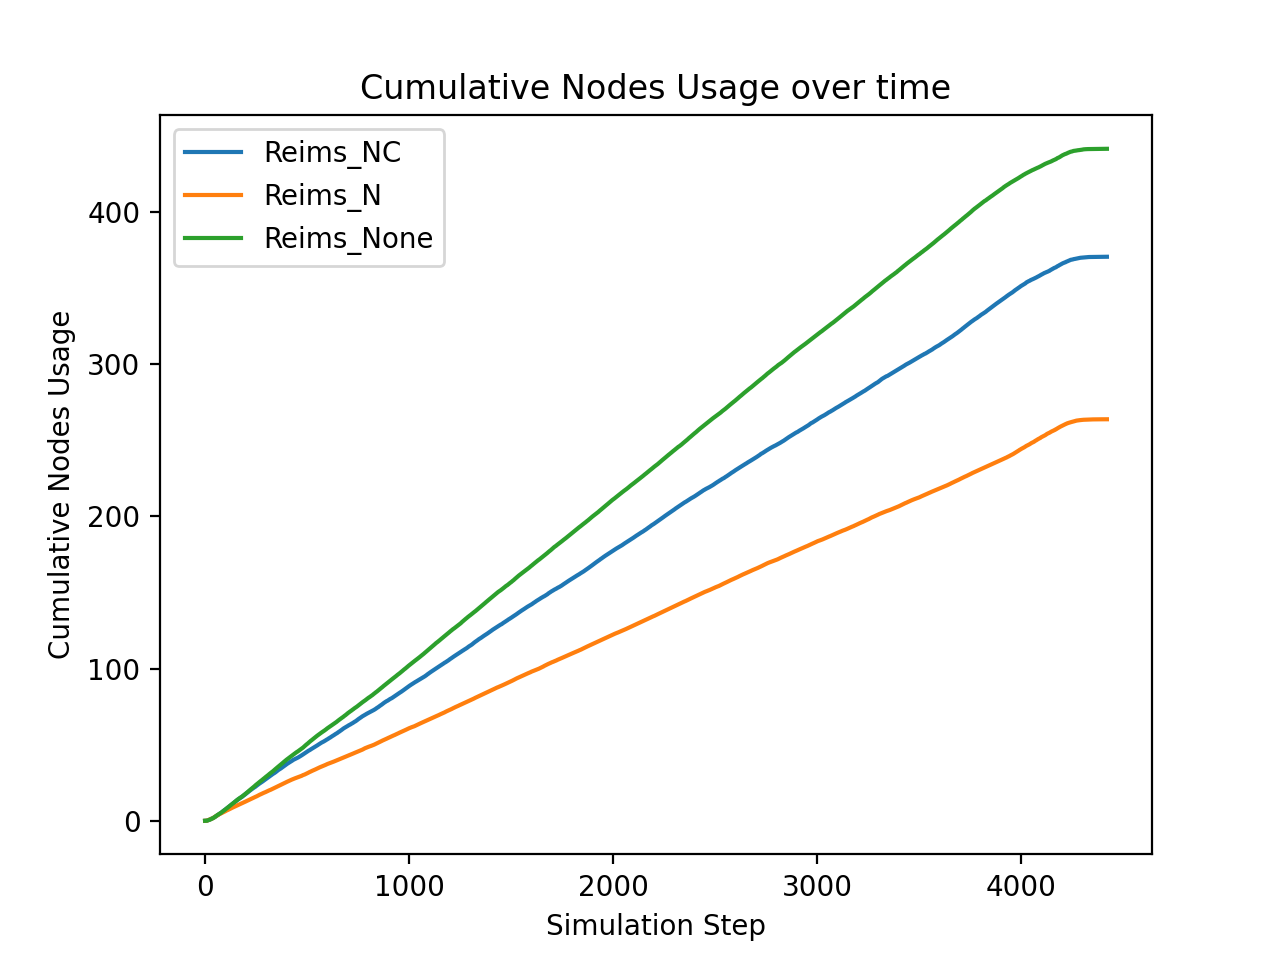 Cumulative Nodes Usage over time
Reims_NC
Reims_N
Reims_None
Cumulative Nodes Usage
400
300
200
100
0
0 1000 2000 3000 4000
Simulation Step